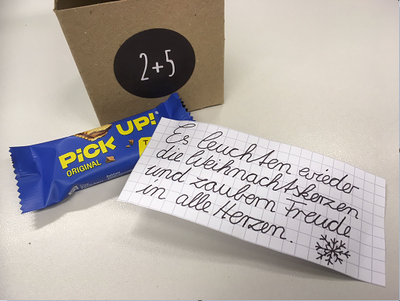 2+5
PiCK UP!
ORIGINAL
Es leuchten wieder
die Weihnachtskerzen
und zaubern Freude
in alle Herzen.